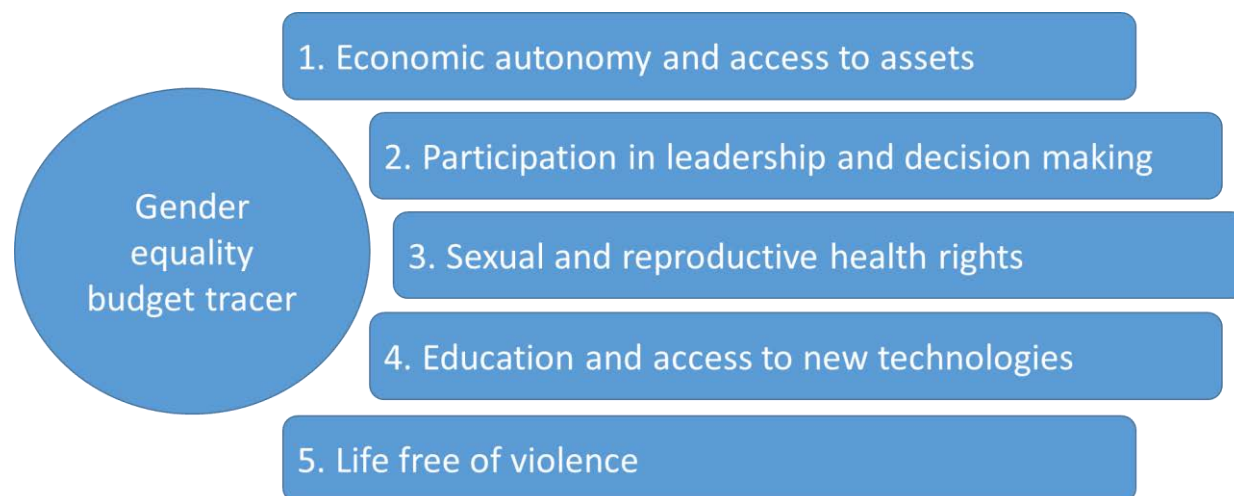 1. Economic autonomy and access to assets
2. Participation in leadership and decision making
Gender
equality
budget tracer
3. Sexual and reproductive health rights
4. Education and access to new technologies
5. Life free of violence